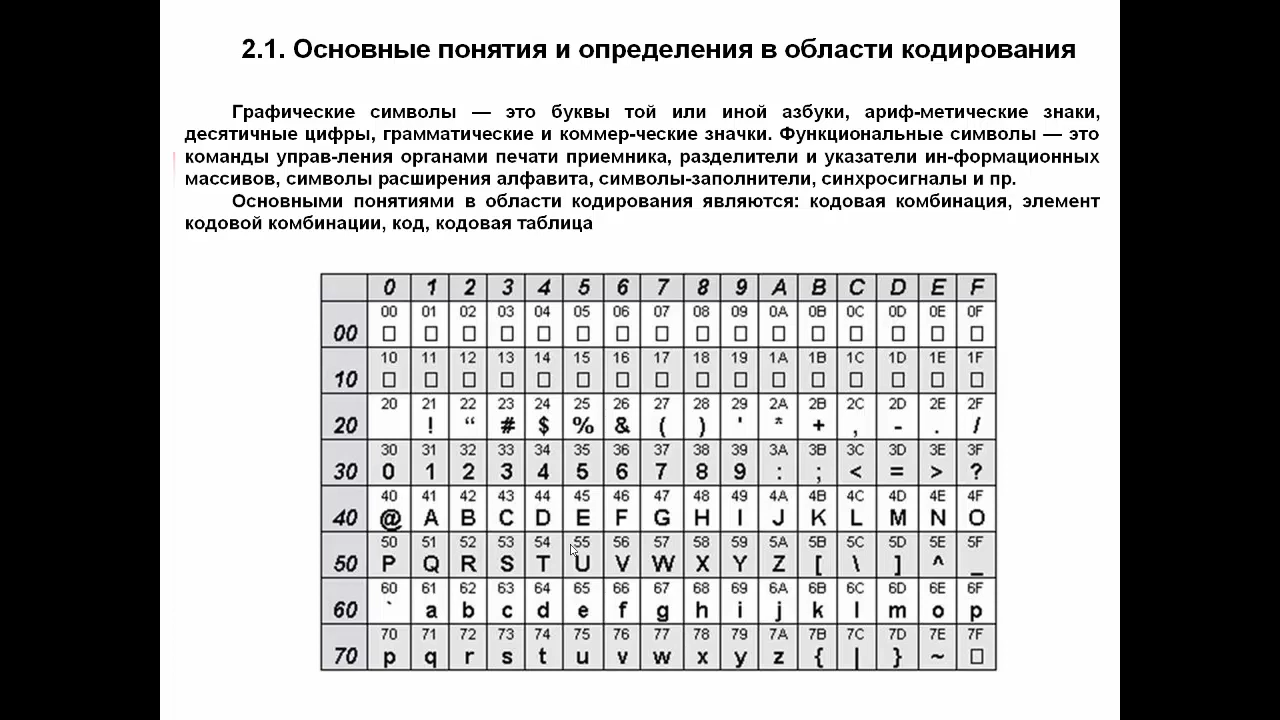 2.1. Основные понятия и определения в области кодирования
Графические символы — это буквы той или иной азбуки, ариф-метические знаки,
десятичные цифры, грамматические и коммер-ческие значки. Функциональные символы — это
команды управ-ления органами печати приемника, разделители и указатели ин-формационных
массивов, символы расширения алфавита, символы-заполнители, синхросигналы и пр.
Основными понятиями в области кодирования являются: кодовая комбинация, элемент
кодовой комбинации, код, кодовая таблица
0 1 2 3 4 5 6 7 8 9 A B C D E F
00 01 02 03 04 05 06 07 08 09 0A 0B 0C 0D 0E 0F
00 □ □ □ □ □ □ □ □ □ □ □ □ □ □ □ □
10 11 12 13 14 15 16 17 18 19 1A 1B 1C 1D 1E 1F
10 □ □ □ □ □ □ □ □ □ □ □ □ □ □ □ □
20 21 22 23 24 25 26 27 28 29 2A 2B 2C 2D 2E 2F
20 ! “ # $ % & ( ) ' * + , - . /
30 31 32 33 34 35 36 37 38 39 3A 3B 3C 3D 3E 3F
30 0 1 2 3 4 5 6 7 8 9 : ; < = > ?
40 41 42 43 44 45 46 47 48 49 4A 4B 4C 4D 4E 4F
40 @ A B C D E F G H I J K L M N O
50 51 52 53 54 55 56 57 58 59 5A 5B 5C 5D 5E 5F
50 P Q R S T U V W X Y Z [ \ ] ^ _
60 61 62 63 64 65 66 67 68 69 6A 6B 6C 6D 6E 6F
60 ` a b c d e f g h i j k l m o p
70 71 72 73 74 75 76 77 78 79 7A 7B 7C 7D 7E 7F
70 p q r s t u v w x y z { | } ~ □